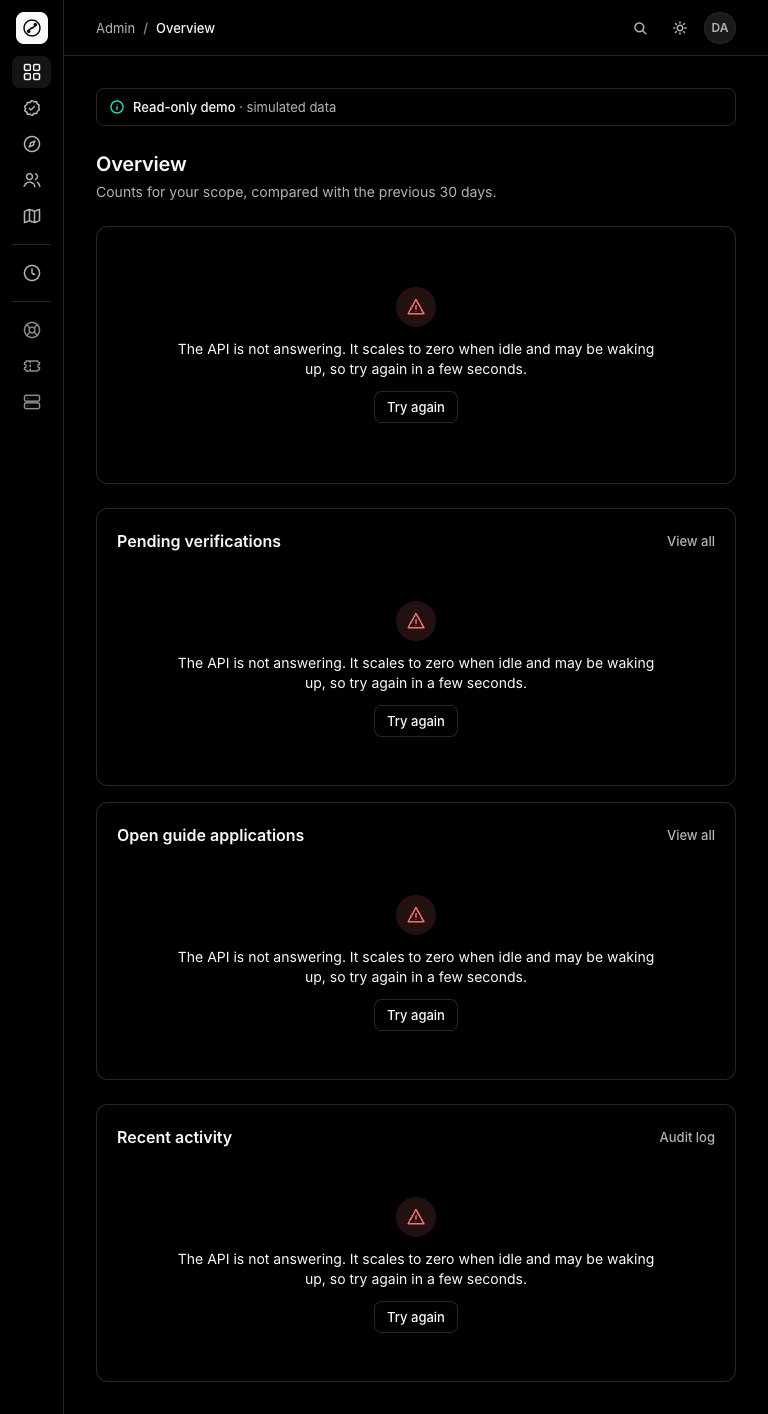 Admin / Overview
DA
Read-only demo · simulated data
Overview
Counts for your scope, compared with the previous 30 days.
The API is not answering. It scales to zero when idle and may be waking
up, so try again in a few seconds.
Try again
Pending verifications
View all
The API is not answering. It scales to zero when idle and may be waking
up, so try again in a few seconds.
Try again
Open guide applications
View all
The API is not answering. It scales to zero when idle and may be waking
up, so try again in a few seconds.
Try again
Recent activity
Audit log
The API is not answering. It scales to zero when idle and may be waking
up, so try again in a few seconds.
Try again